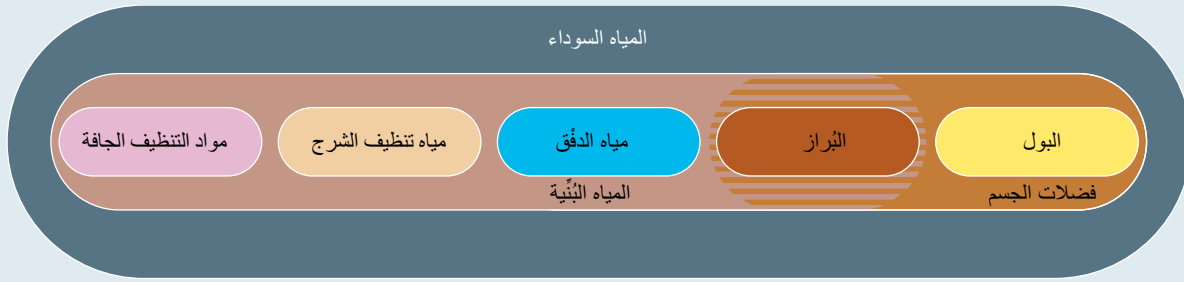 المياه السوداء
البول
البُراز
مياه الدفْق
مياه تنظيف الشرج
مواد التنظيف الجافة
فضلات الجسم
المياه البُنِّية